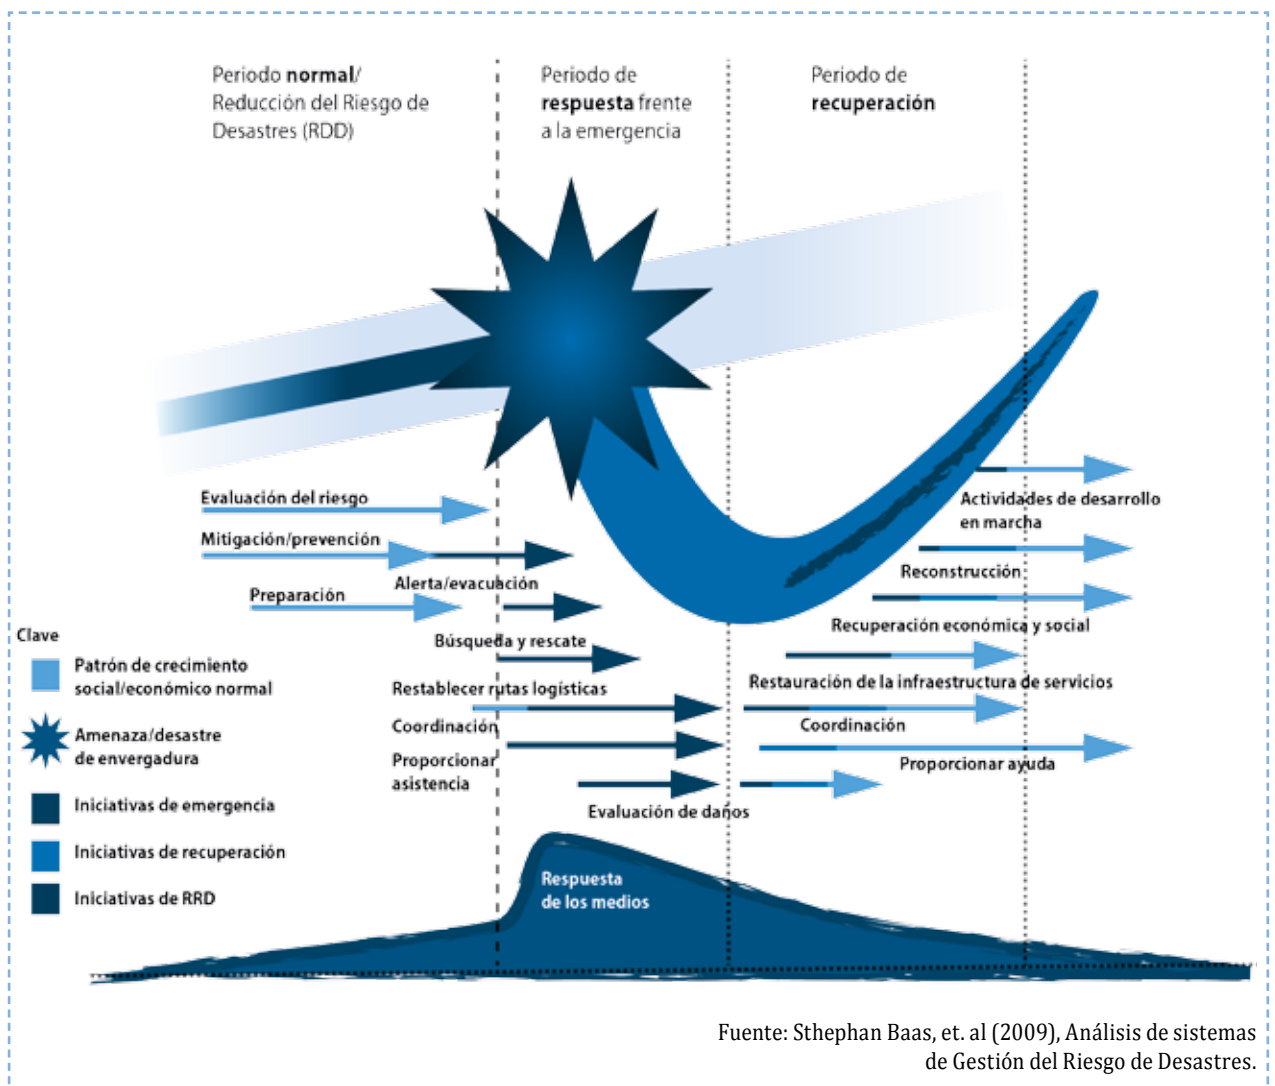 Periodo normal/
Reducción del Riesgo de
Desastres (RDD)
Periodo de
respuesta frente
a la emergencia
Periodo de
recuperación
Evaluación del riesgo
Mitigación/prevención
Alerta/evacuación
Preparación
Búsqueda y rescate
Restablecer rutas logísticas
Coordinación
Proporcionar
asistencia
Evaluación de daños
Actividades de desarrollo
en marcha
Reconstrucción
Recuperación económica y social
Restauración de la infraestructura de servicios
Coordinación
Proporcionar ayuda
Clave
Patrón de crecimiento
social/económico normal
Amenaza/desastre
de envergadura
Iniciativas de emergencia
Iniciativas de recuperación
Iniciativas de RRD
Respuesta
de los medios
Fuente: Sthephan Baas, et. al (2009), Análisis de sistemas
de Gestión del Riesgo de Desastres.